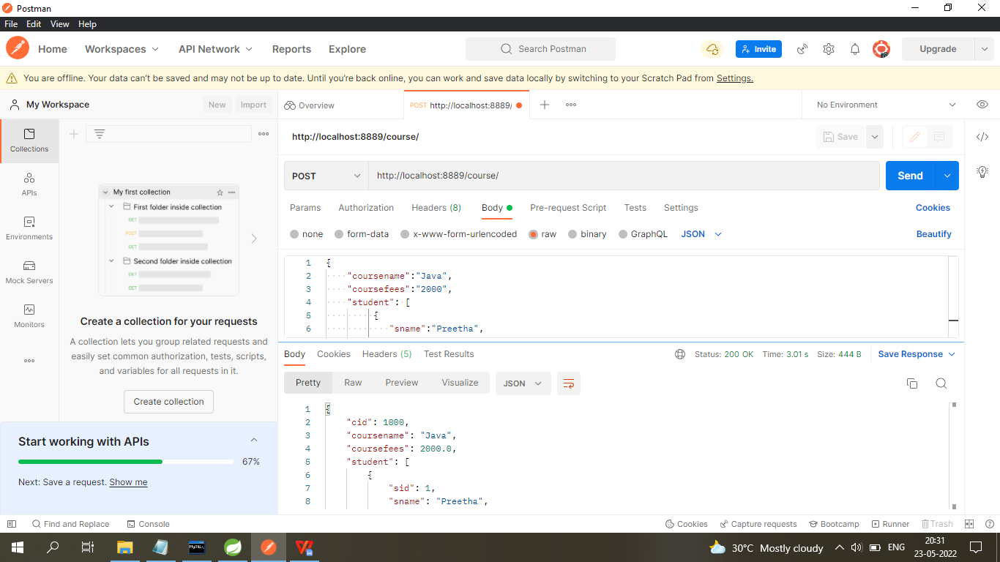 Postman
File Edit View Help
Home Workspaces API Network Reports Explore Search Postman Invite Upgrade
You are offline. Your data can't be saved and may not be up to date. Until you're back online, you can work and save data locally by switching to your Scratch Pad from Settings.
My Workspace New Import Overview POST http://localhost:8889/ No Environment
Collections
APIs
Environments
Mock Servers
Monitors
My first collection
First folder inside collection
GET
POST
GET
Second folder inside collection
GET
GET
Create a collection for your requests
A collection lets you group related requests and
easily set common authorization, tests, scripts,
and variables for all requests in it.
Create collection
Start working with APIs
67%
Next: Save a request. Show me
http://localhost:8889/course/ Save
POST http://localhost:8889/course/ Send
Params Authorization Headers (8) Body Pre-request Script Tests Settings Cookies
none form-data x-www-form-urlencoded raw binary GraphQL JSON Beautify
1 {
2 "coursename":"Java",
3 "coursefees":"2000",
4 "student": [
5 {
6 "sname":"Preetha",
Body Cookies Headers (5) Test Results Status: 200 OK Time: 3.01 s Size: 444 B Save Response
Pretty Raw Preview Visualize JSON
1 {
2 "cid": 1000,
3 "coursename": "Java",
4 "coursefees": 2000.0,
5 "student": [
6 {
7 "sid": 1,
8 "sname": "Preetha",
Find and Replace Console Cookies Capture requests Bootcamp Runner Trash
MySQL 30°C Mostly cloudy ENG 20:31
23-05-2022